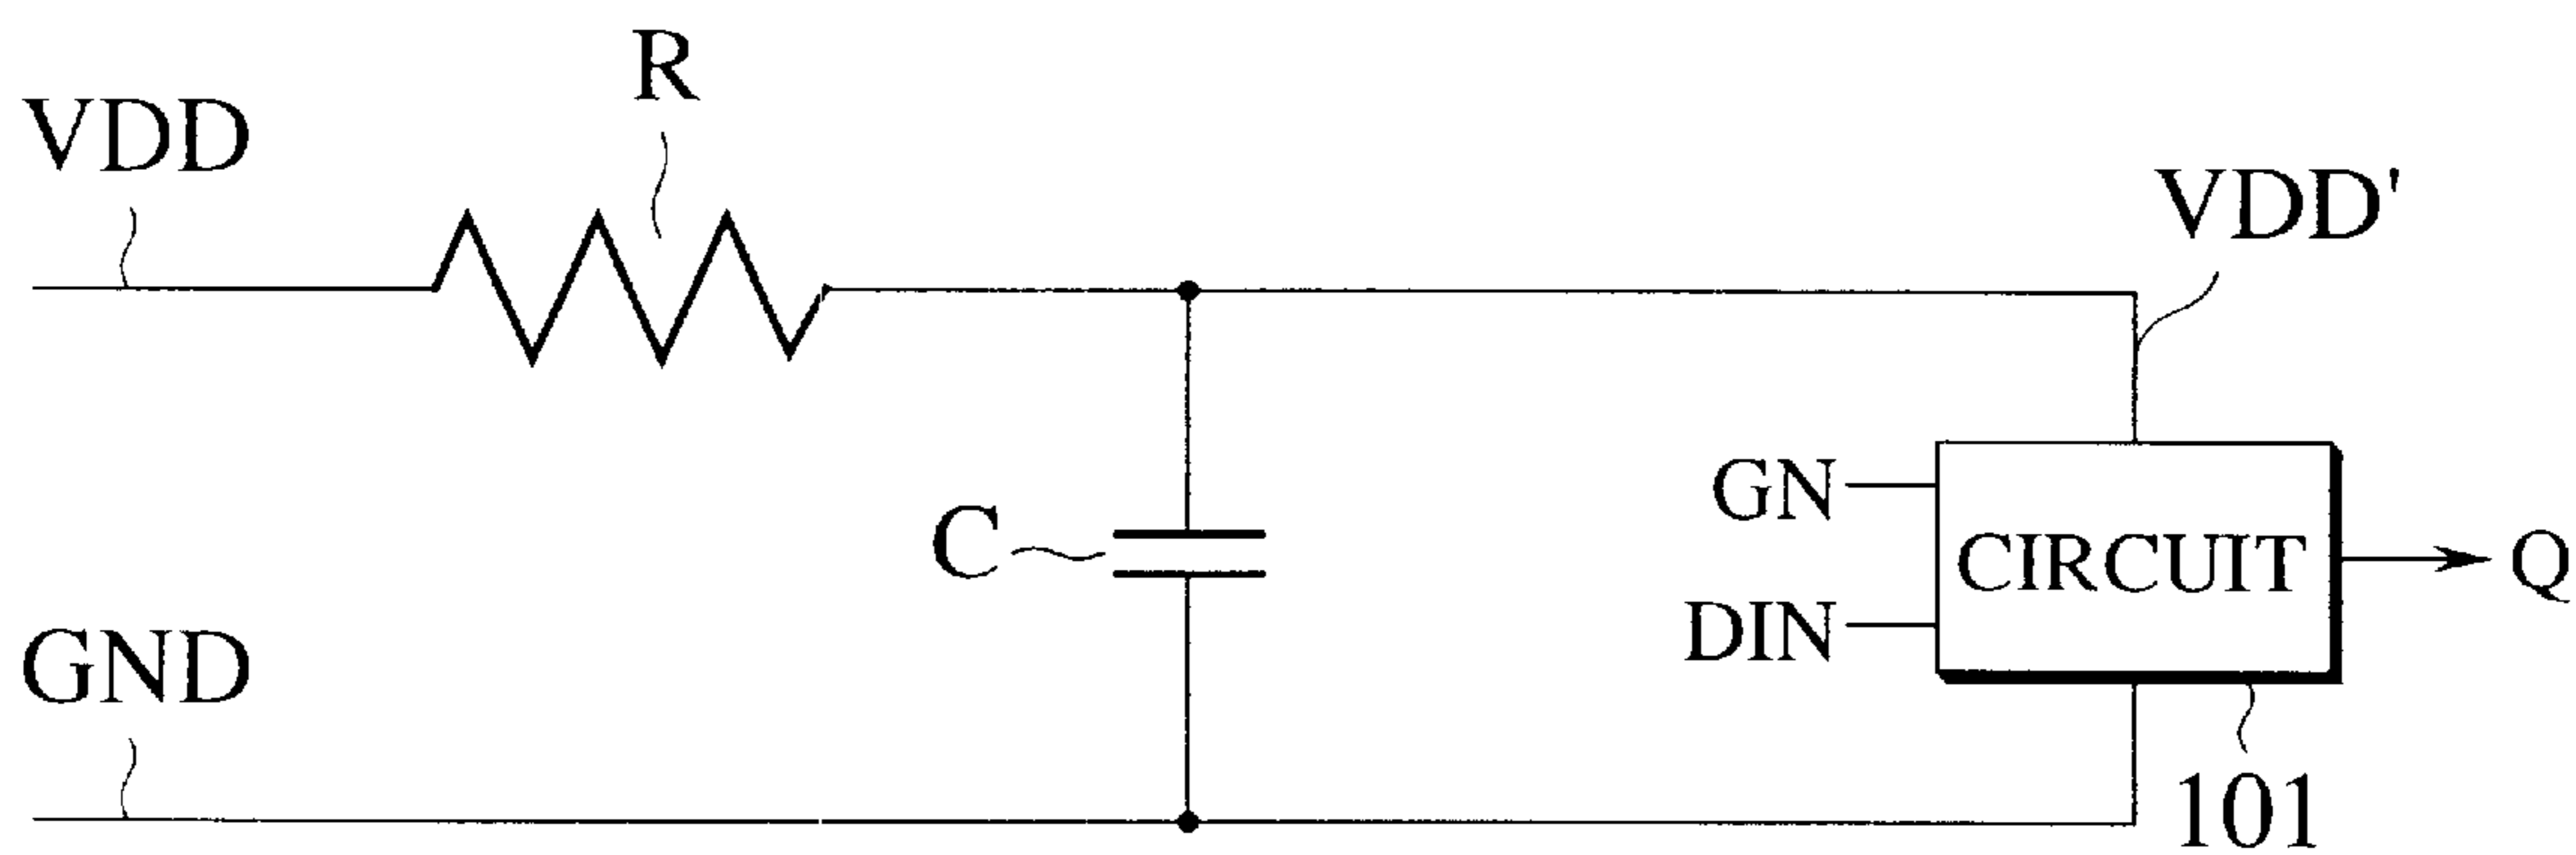 R
VDD
VDD'
GN
C
CIRCUIT
Q
DIN
GND
101